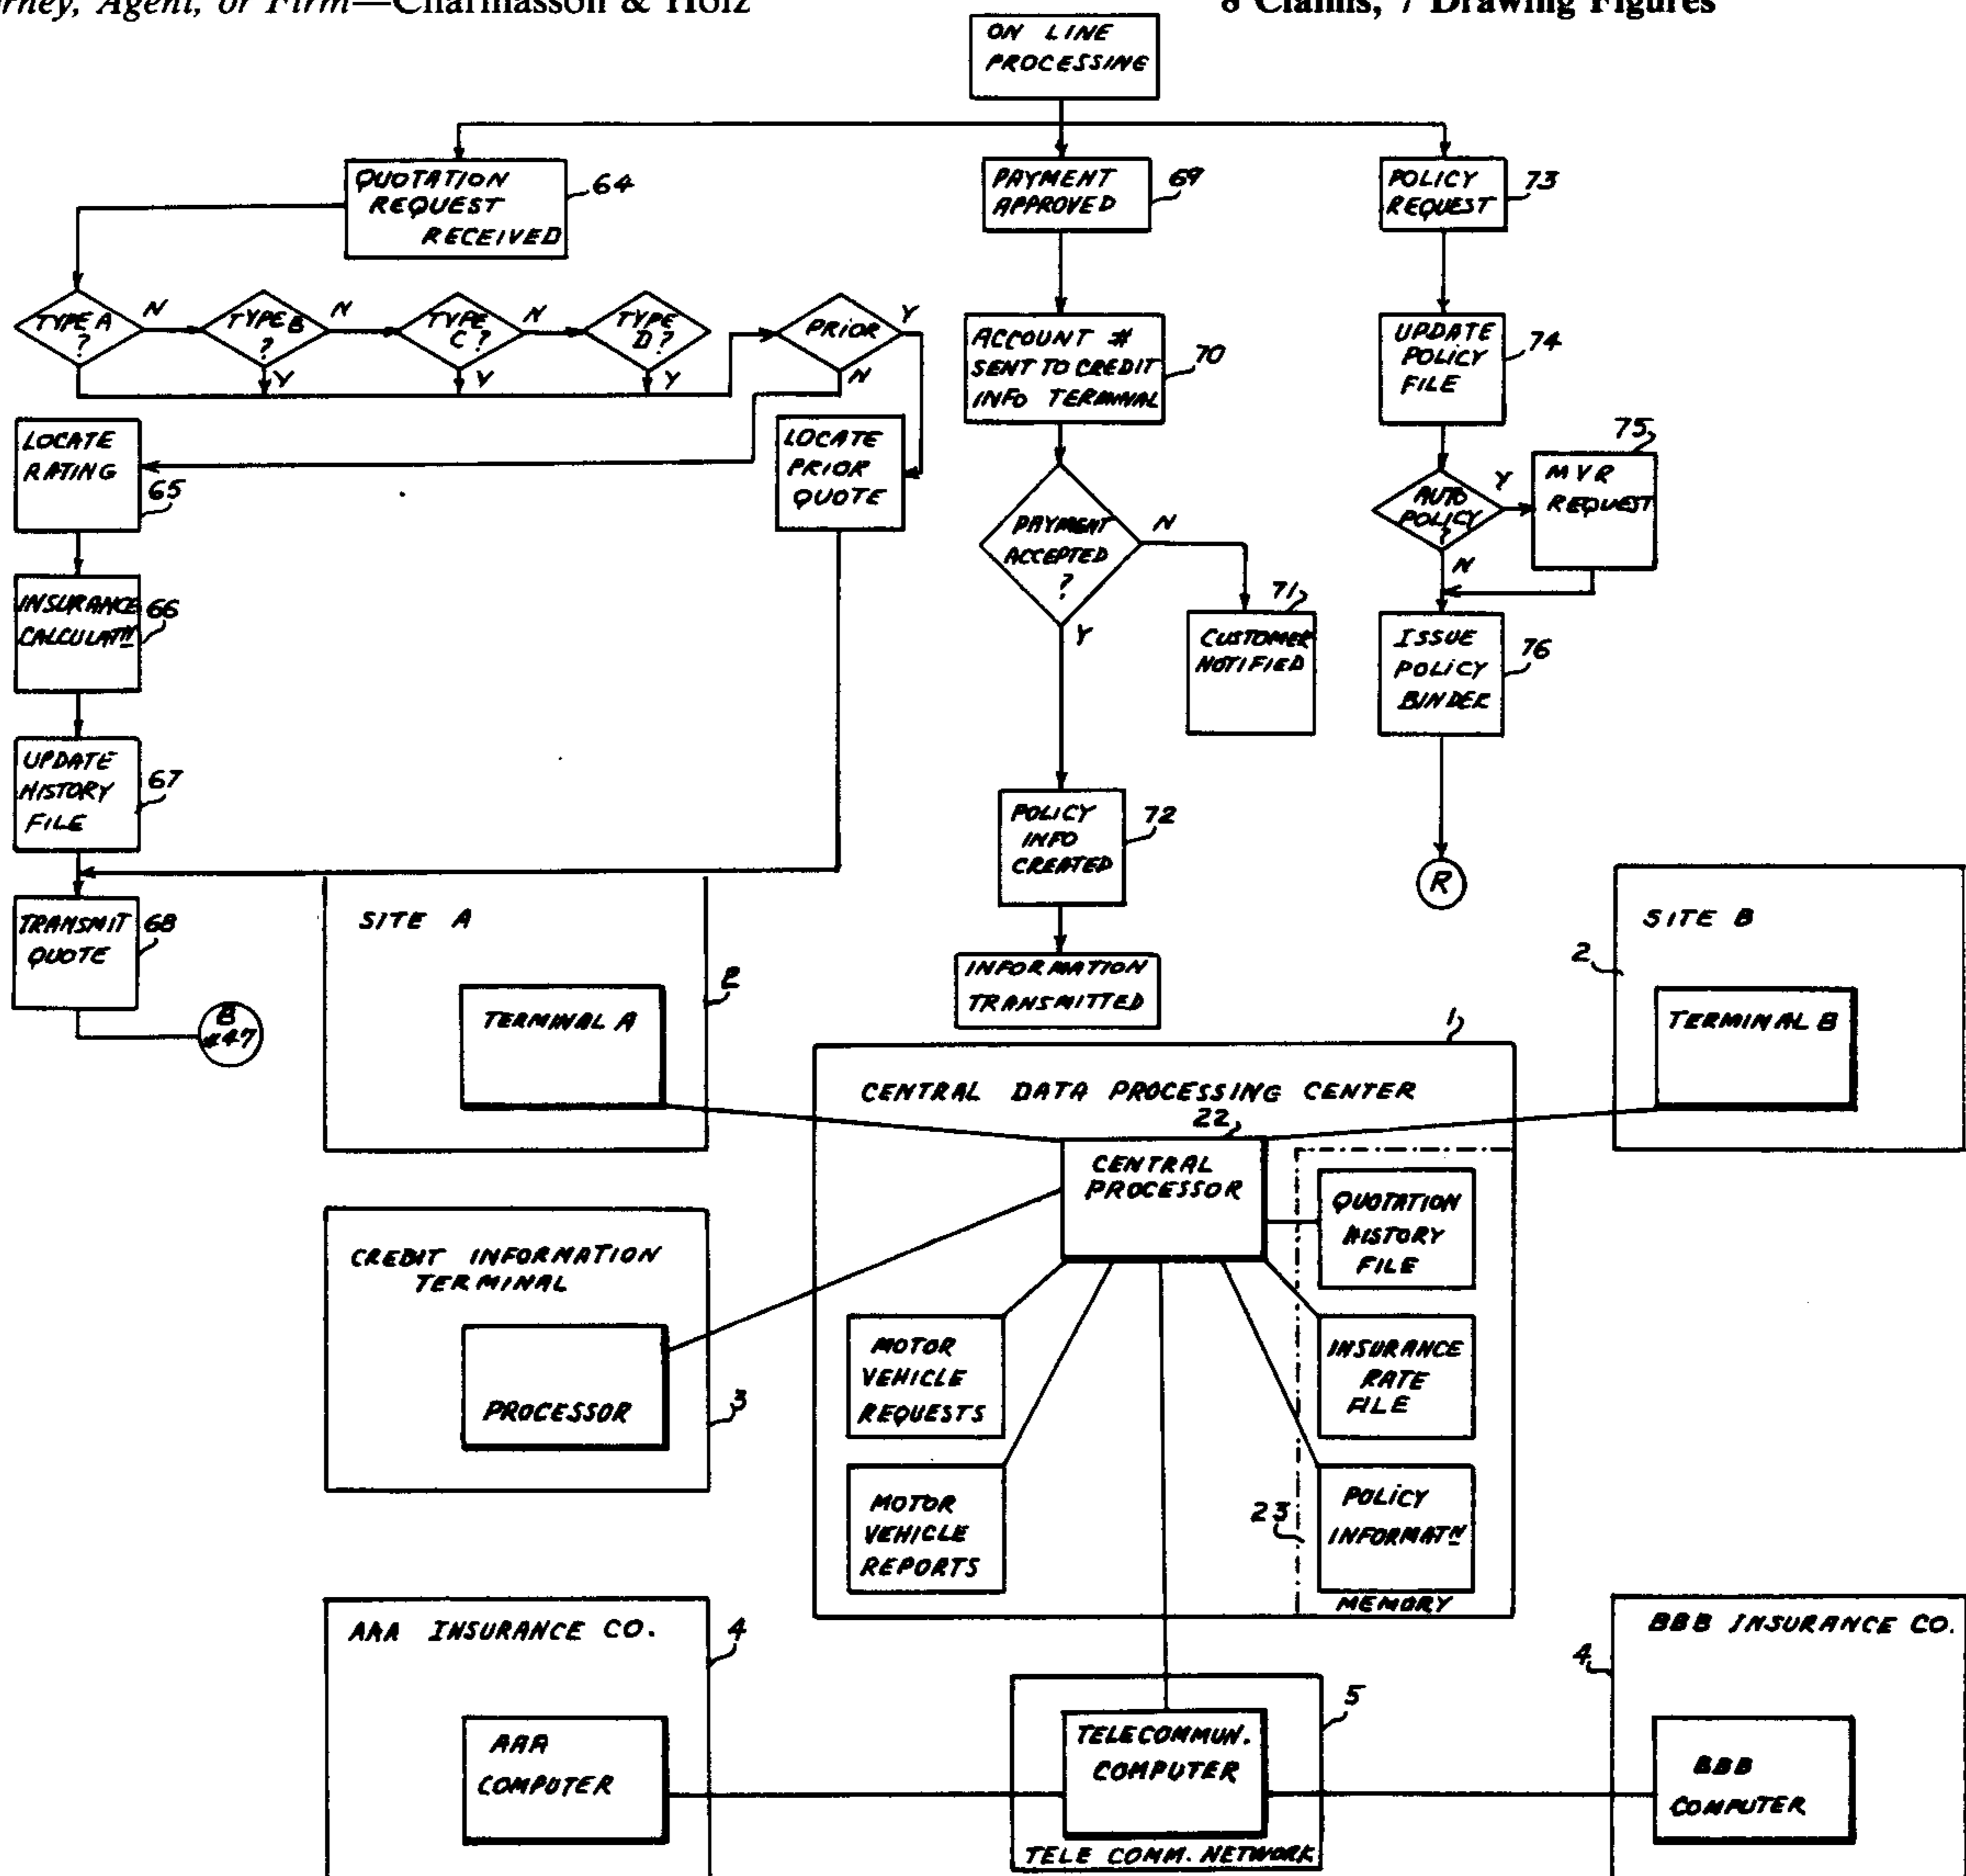 rney, Agent, or Firm—Charmasson & Holz
8 Claims, 7 Drawing Figures
ON LINE
PROCESSINE
QUOTATION
REQUEST
RECEIVED
64
PAYMENT
APPROVED
69
POLICY
REQUEST
73
TYPE A
?
N
TYPE B
?
N
TYPE
C?
N
TYPE
D?
PRIOR
Y
Y
Y
Y
N
ACCOUNT #
SENT TO CREDIT
INFO TERMINAL
70
UPDATE
POLICY
FILE
74
LOCATE
RATING
65
LOCATE
PRIOR
QUOTE
PAYMENT
ACCEPTED
?
N
Y
AUTO
POLICY
?
Y
N
75
MVR
REQUEST
INSURANCE
CALCULATN
66
71
CUSTOMER
NOTIFIED
ISSUE
POLICY
BINDER
76
UPDATE
HISTORY
FILE
67
POLICY
INFO
CREATED
72
R
TRANSMIT
QUOTE
68
B
#47
INFORMATION
TRANSMITTED
SITE A
TERMINAL A
2
SITE B
2
TERMINAL B
1
CENTRAL DATA PROCESSING CENTER
22
CENTRAL
PROCESSOR
QUOTATION
HISTORY
FILE
CREDIT INFORMATION
TERMINAL
PROCESSOR
3
MOTOR
VEHICLE
REQUESTS
INSURANCE
RATE
FILE
MOTOR
VEHICLE
REPORTS
23
POLICY
INFORMATN
MEMORY
AAA INSURANCE CO.
4
AAA
COMPUTER
5
TELECOMMUN.
COMPUTER
TELE COMM. NETWORK
BBB INSURANCE CO.
4
BBB
COMPUTER